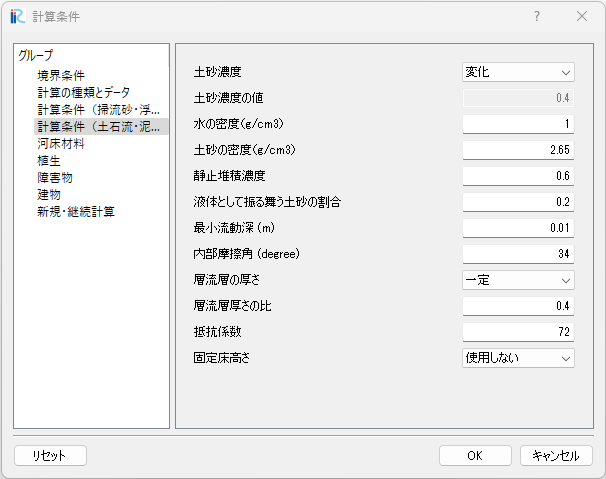 計算条件
グループ
境界条件
計算の種類とデータ
計算条件（掃流砂・浮...
計算条件（土石流・泥...
河床材料
植生
障害物
建物
新規・継続計算
土砂濃度 変化
土砂濃度の値 0.4
水の密度(g/cm3) 1
土砂の密度(g/cm3) 2.65
静止堆積濃度 0.6
液体として振る舞う土砂の割合 0.2
最小流動深 (m) 0.01
内部摩擦角 (degree) 34
層流層の厚さ 一定
層流層厚さの比 0.4
抵抗係数 72
固定床高さ 使用しない
リセット OK キャンセル